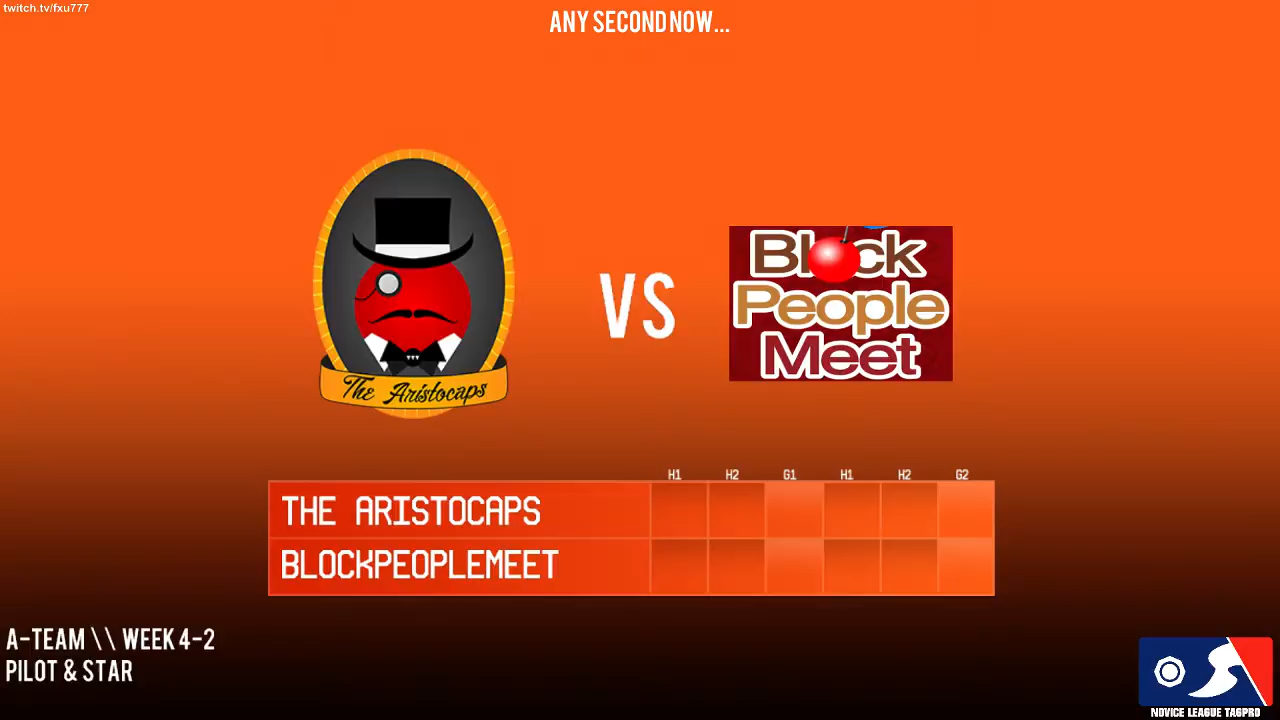 twitch.tv/fxu777
ANY SECOND NOW...
The Aristocaps
VS
Block
People
Meet
H1 H2 G1 H1 H2 G2
THE ARISTOCAPS
BLOCKPEOPLEMEET
A-TEAM \\ WEEK 4-2
PILOT & STAR
NOVICE LEAGUE TAGPRO